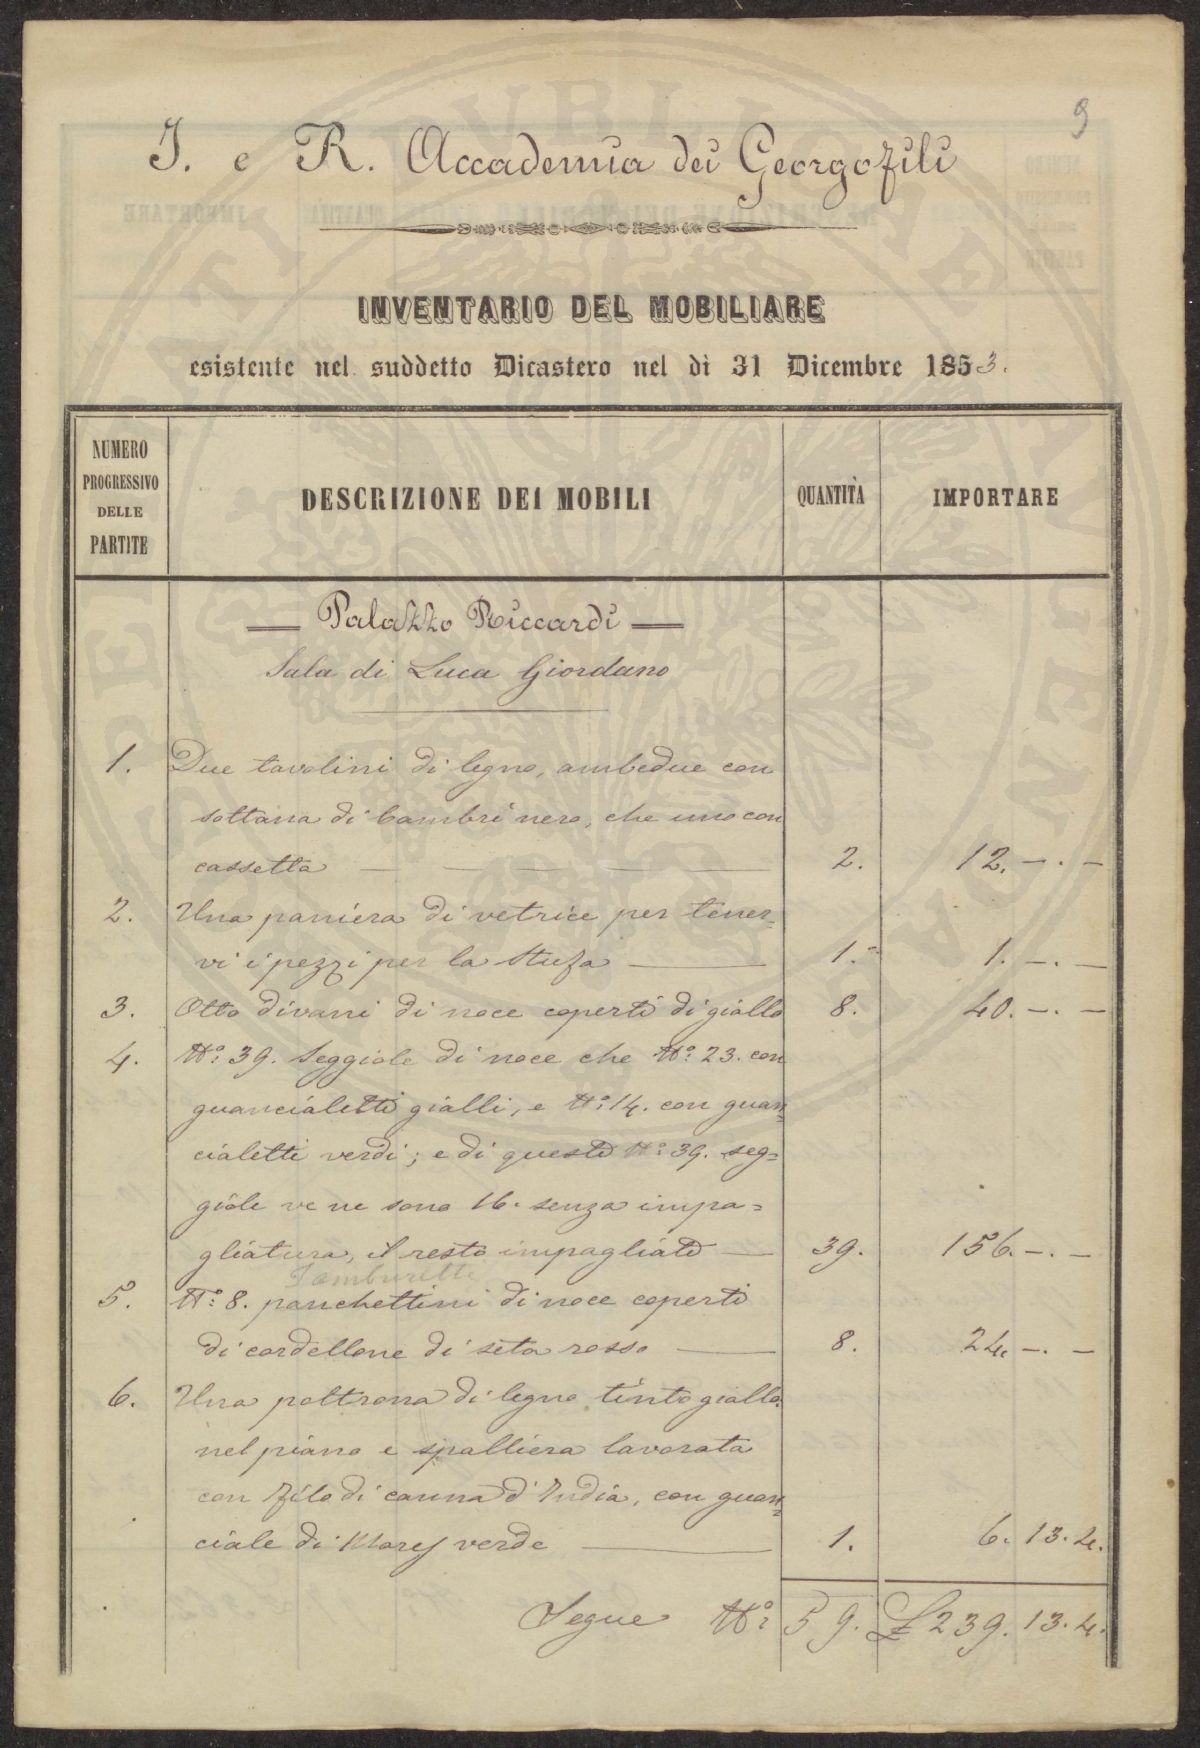 9
I. e R. Accademia dei Georgofili
INVENTARIO DEL MOBILIARE
esistente nel suddetto Dicastero nel dì 31 Dicembre 1853.
NUMERO PROGRESSIVO DELLE PARTITE DESCRIZIONE DEI MOBILI QUANTITÀ IMPORTARE
Palazzo Riccardi
Sala di Luca Giordano
1. Due tavolini di legno, ambedue con
sottana di bambri nero, che uno con
cassetta — 2. 12. —. —
2. Una paniera di vetrice per tener=
vi i pezzi per la Stufa — 1. 1. —. —
3. Otto divani di noce coperti di giallo 8. 40. —. —
4. N.º 39. Seggiole di noce che N.º 23. con
guancialetti gialli, e N.º 14. con guan=
cialetti verdi; e di queste N.º 39. seg=
giole ve ne sono 16. senza impa=
gliatura, il resto impagliate — 39. 156. —. —
Tamburetti
5. N.º 8. panchettini di noce coperti
di cordellone di seta rosso — 8. 24. —. —
6. Una poltrona di legno tinto giallo,
nel piano e spalliera lavorata
con filo di canna d'India, con guan=
ciale di Maref verde — 1. 6. 13. 4.
Segue N.º 59. £ 239. 13. 4.